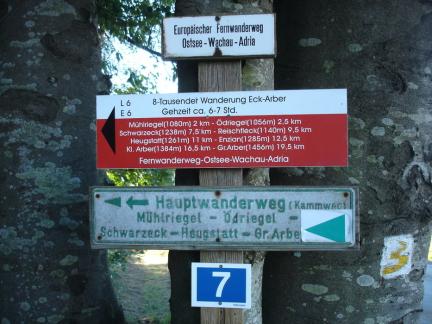 Europäischer Fernwanderweg
Ostsee - Wachau - Adria
L 6 8-Tausender Wanderung Eck-Arber
E 6 Gehzeit ca. 6-7 Std.
Mühlriegel(1080m) 2 km - Ödriegel(1056m) 2,5 km
Schwarzeck(1238m) 7,5 km - Reischfleck(1140m) 9,5 km
Heugstatt(1261m) 11 km - Enzian(1285m) 12,5 km
Kl. Arber(1384m) 16,5 km - Gr.Arber(1456m) 19,5 km
Fernwanderweg-Ostsee-Wachau-Adria
Hauptwanderweg (Kammweg)
Mühlriegel - Ödriegel -
Schwarzeck - Heugstatt - Gr.Arbe
7
3